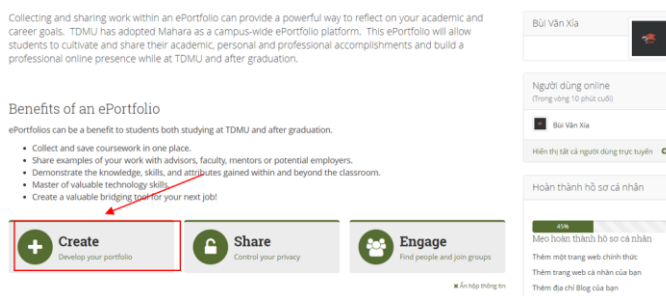 Collecting and sharing work within an ePortfolio can provide a powerful way to reflect on your academic and
career goals. TDMU has adopted Mahara as a campus-wide ePortfolio platform. This ePortfolio will allow
students to cultivate and share their academic, personal and professional accomplishments and build a
professional online presence while at TDMU and after graduation.
Benefits of an ePortfolio
ePortfolios can be a benefit to students both studying at TDMU and after graduation.
• Collect and save coursework in one place.
• Share examples of your work with advisors, faculty, mentors or potential employers.
• Demonstrate the knowledge, skills, and attributes gained within and beyond the classroom.
• Master of valuable technology skills.
• Create a valuable bridging tool for your next job!
Create
Develop your portfolio
Share
Control your privacy
Engage
Find people and join groups
Ẩn hộp thông tin
Bùi Văn Xía
Người dùng online
(Trong vòng 10 phút cuối)
Bùi Văn Xía
Hiển thị tất cả người dùng trực tuyến
Hoàn thành hồ sơ cá nhân
45%
Mẹo hoàn thành hồ sơ cá nhân
Thêm một trang web chính thức
Thêm trang web cá nhân của bạn
Thêm địa chỉ Blog của bạn